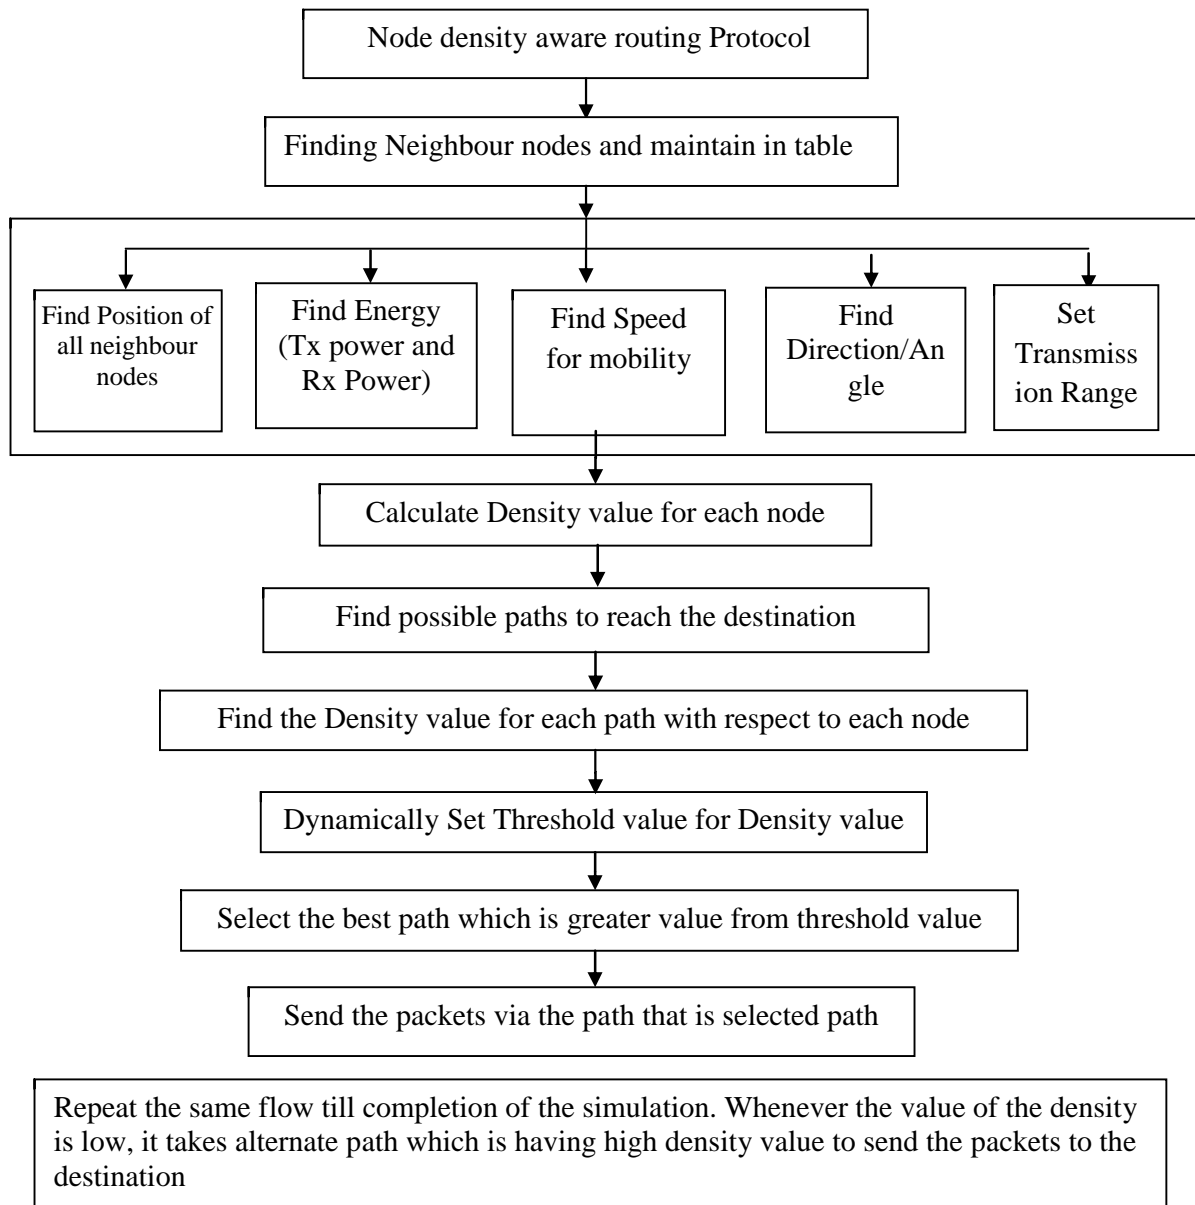 Node density aware routing Protocol
Finding Neighbour nodes and maintain in table
Find Position of
all neighbour
nodes
Find Energy
(Tx power and
Rx Power)
Find Speed
for mobility
Find
Direction/An
gle
Set
Transmiss
ion Range
Calculate Density value for each node
Find possible paths to reach the destination
Find the Density value for each path with respect to each node
Dynamically Set Threshold value for Density value
Select the best path which is greater value from threshold value
Send the packets via the path that is selected path
Repeat the same flow till completion of the simulation. Whenever the value of the density
is low, it takes alternate path which is having high density value to send the packets to the
destination